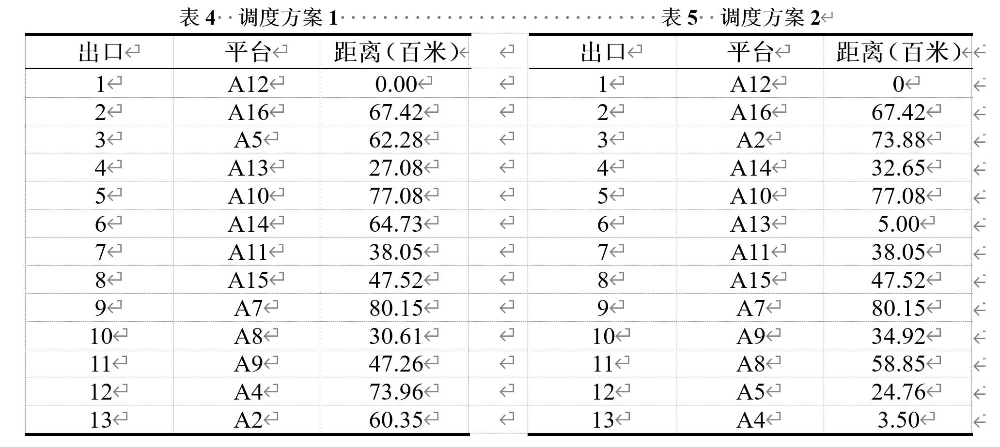 表 4 调度方案 1 表 5 调度方案 2
出口 平台 距离（百米） 出口 平台 距离（百米）
1 A12 0.00 1 A12 0
2 A16 67.42 2 A16 67.42
3 A5 62.28 3 A2 73.88
4 A13 27.08 4 A14 32.65
5 A10 77.08 5 A10 77.08
6 A14 64.73 6 A13 5.00
7 A11 38.05 7 A11 38.05
8 A15 47.52 8 A15 47.52
9 A7 80.15 9 A7 80.15
10 A8 30.61 10 A9 34.92
11 A9 47.26 11 A8 58.85
12 A4 73.96 12 A5 24.76
13 A2 60.35 13 A4 3.50